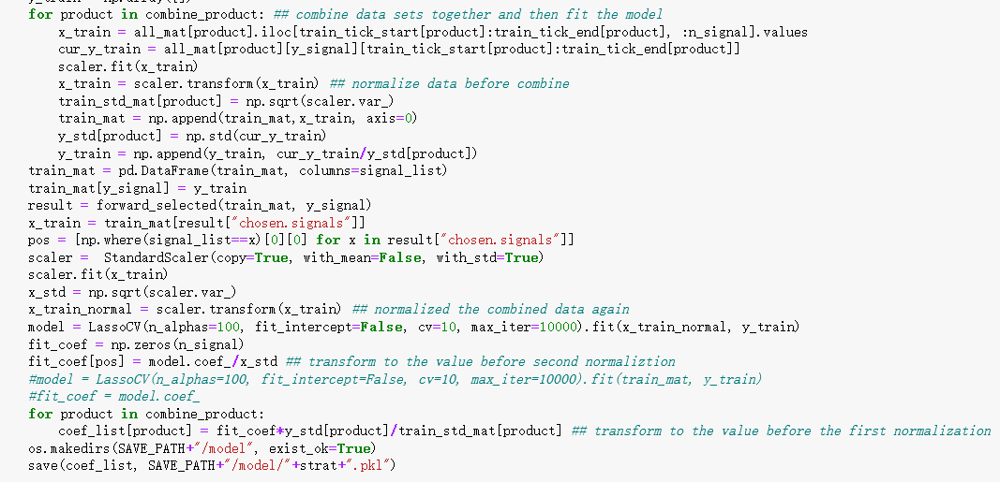 for product in combine_product: ## combine data sets together and then fit the model
x_train = all_mat[product].iloc[train_tick_start[product]:train_tick_end[product], :n_signal].values
cur_y_train = all_mat[product][y_signal][train_tick_start[product]:train_tick_end[product]]
scaler.fit(x_train)
x_train = scaler.transform(x_train) ## normalize data before combine
train_std_mat[product] = np.sqrt(scaler.var_)
train_mat = np.append(train_mat,x_train, axis=0)
y_std[product] = np.std(cur_y_train)
y_train = np.append(y_train, cur_y_train/y_std[product])
train_mat = pd.DataFrame(train_mat, columns=signal_list)
train_mat[y_signal] = y_train
result = forward_selected(train_mat, y_signal)
x_train = train_mat[result["chosen.signals"]]
pos = [np.where(signal_list==x)[0][0] for x in result["chosen.signals"]]
scaler =  StandardScaler(copy=True, with_mean=False, with_std=True)
scaler.fit(x_train)
x_std = np.sqrt(scaler.var_)
x_train_normal = scaler.transform(x_train) ## normalized the combined data again
model = LassoCV(n_alphas=100, fit_intercept=False, cv=10, max_iter=10000).fit(x_train_normal, y_train)
fit_coef = np.zeros(n_signal)
fit_coef[pos] = model.coef_/x_std ## transform to the value before second normaliztion
#model = LassoCV(n_alphas=100, fit_intercept=False, cv=10, max_iter=10000).fit(train_mat, y_train)
#fit_coef = model.coef_
for product in combine_product:
coef_list[product] = fit_coef*y_std[product]/train_std_mat[product] ## transform to the value before the first normalization
os.makedirs(SAVE_PATH+"/model", exist_ok=True)
save(coef_list, SAVE_PATH+"/model/"+strat+".pkl")